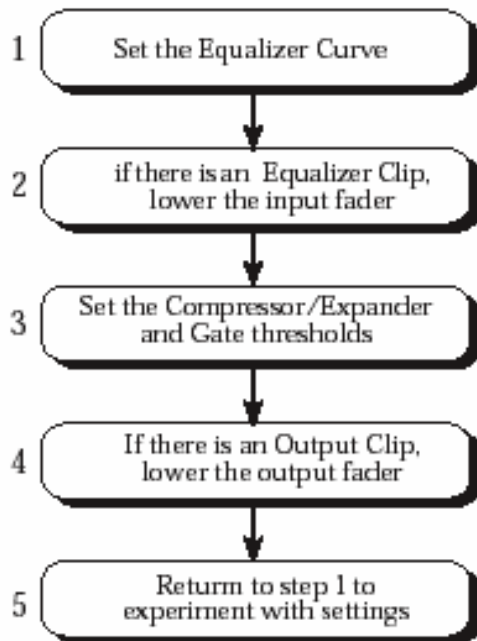 1 Set the Equalizer Curve
2 if there is an Equalizer Clip,
lower the input fader
3 Set the Compressor/Expander
and Gate thresholds
4 If there is an Output Clip,
lower the output fader
5 Return to step 1 to
experiment with settings